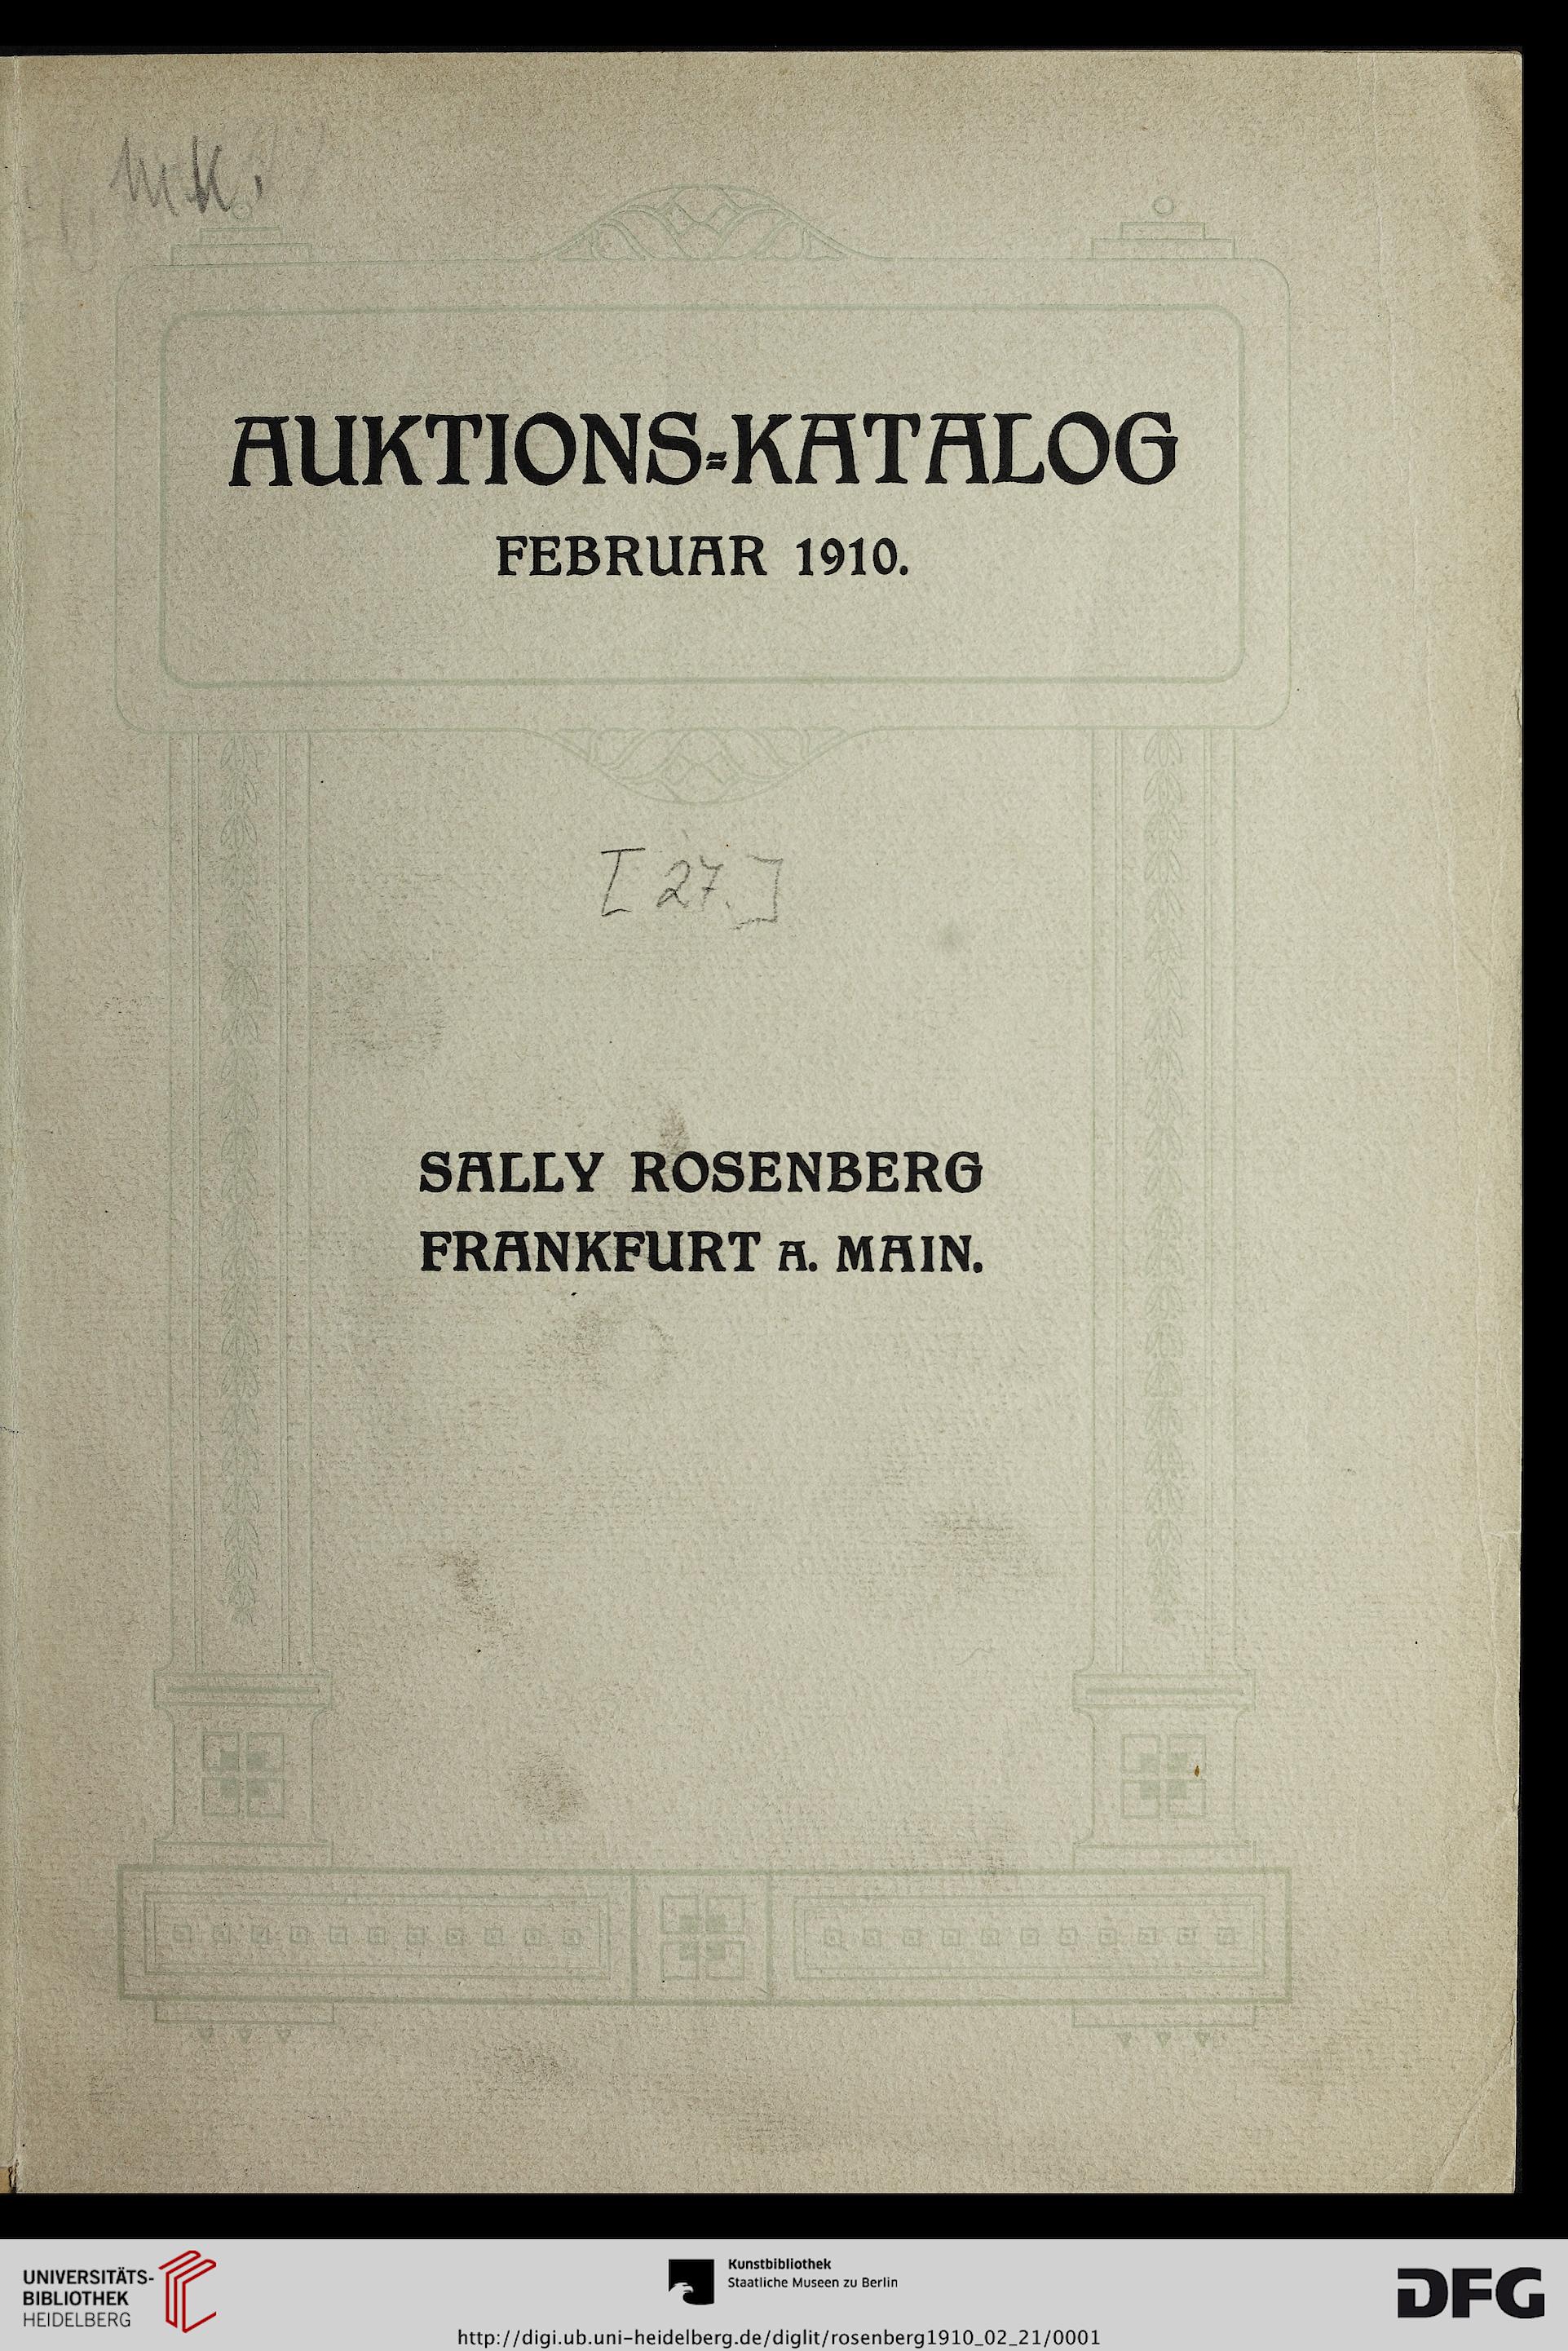 AUKTIONS=KATALOG
FEBRUAR 1910.
[27.]
SALLY ROSENBERG
FRANKFURT A. MAIN.
UNIVERSITÄTS-
BIBLIOTHEK
HEIDELBERG
Kunstbibliothek
Staatliche Museen zu Berlin
DFG
http://digi.ub.uni-heidelberg.de/diglit/rosenberg1910_02_21/0001